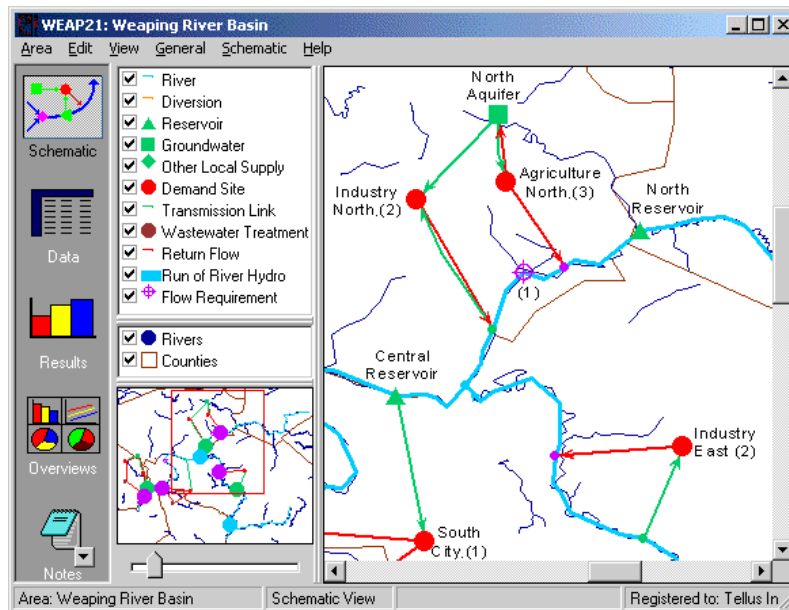 WEAP21: Weaping River Basin
Area Edit View General Schematic Help
Schematic
Data
Results
Overviews
Notes
River
Diversion
Reservoir
Groundwater
Other Local Supply
Demand Site
Transmission Link
Wastewater Treatment
Return Flow
Run of River Hydro
Flow Requirement
Rivers
Counties
North
Aquifer
Industry
North,(2)
Agriculture
North,(3)
North
Reservoir
(1)
Central
Reservoir
Industry
East (2)
South
City,(1)
Area: Weaping River Basin
Schematic View
Registered to: Tellus In